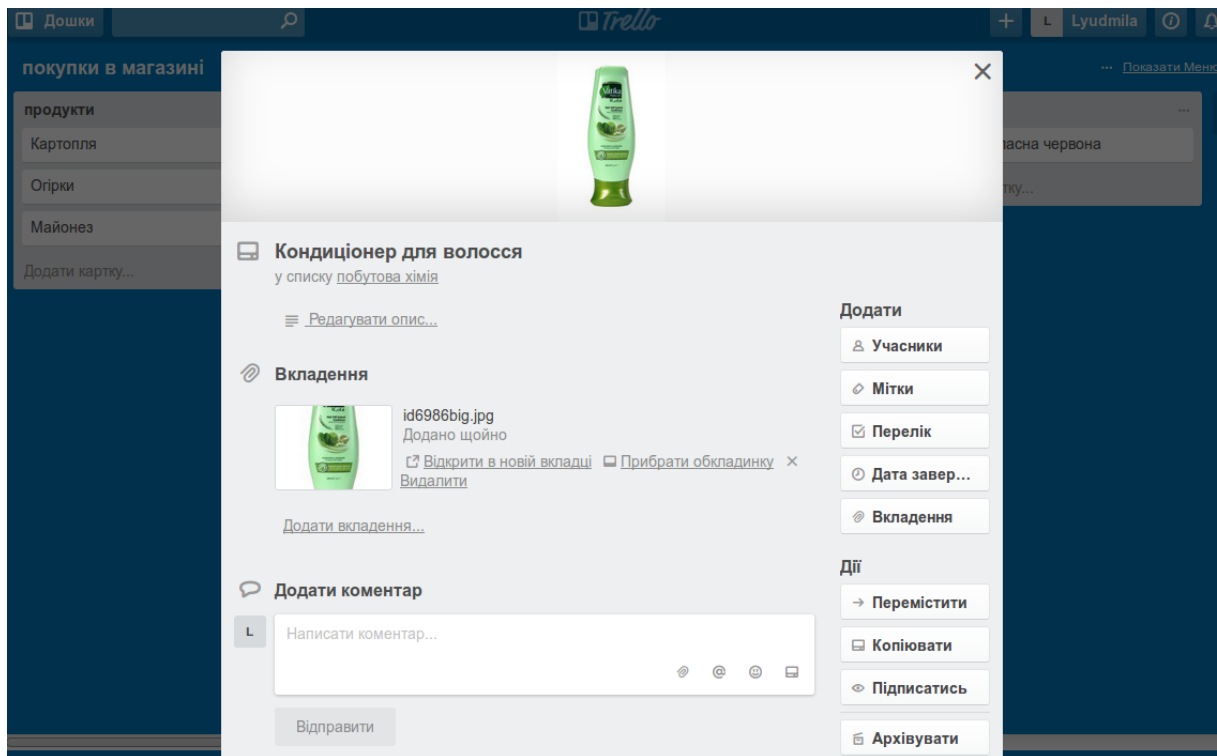 Дошки
Trello
L Lyudmila
покупки в магазині
... Показати Меню
продукти
Картопля
Огірки
Майонез
Додати картку...
червона
Vatika
Кондиціонер для волосся
у списку побутова хімія
Редагувати опис...
Вкладення
id6986big.jpg
Додано щойно
Відкрити в новій вкладці Прибрати обкладинку ×
Видалити
Додати вкладення...
Додати коментар
L
Написати коментар...
@
Відправити
Додати
Учасники
Мітки
Перелік
Дата завер...
Вкладення
Дії
Перемістити
Копіювати
Підписатись
Архівувати